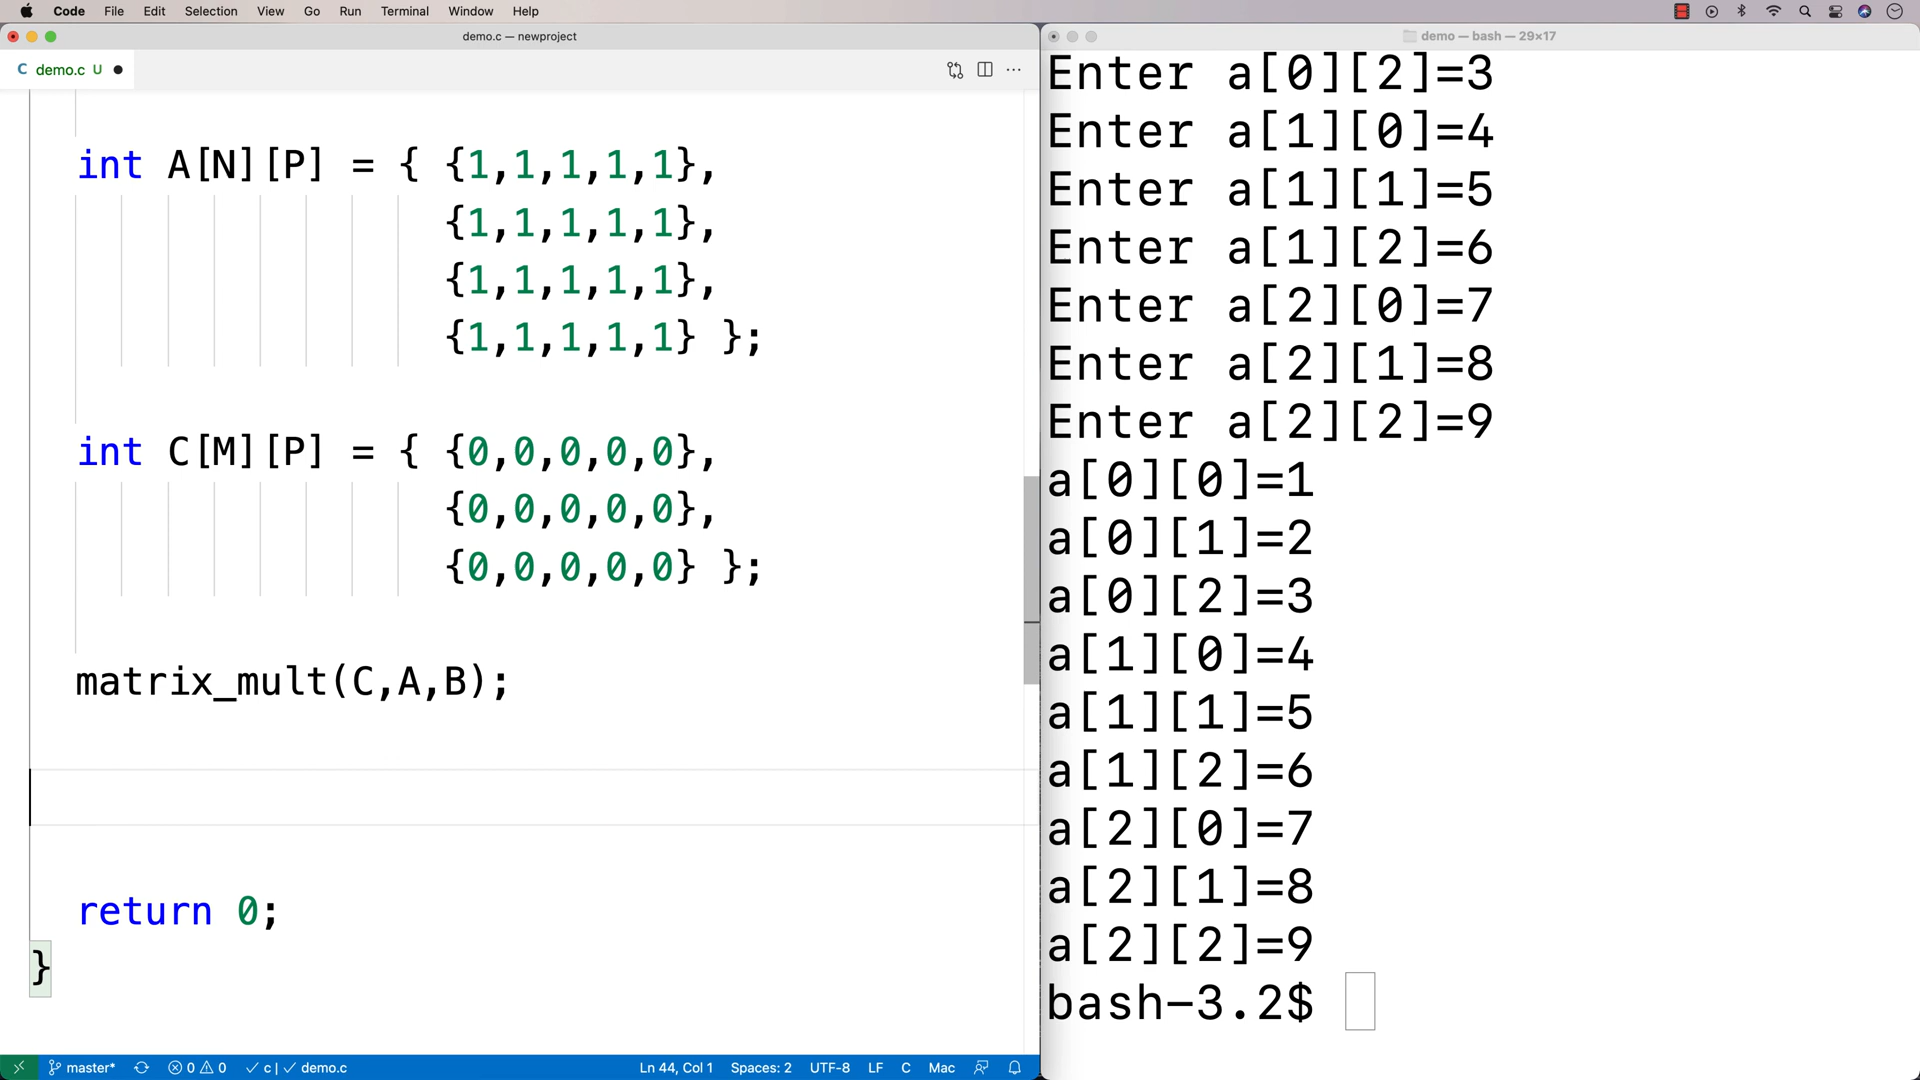 Code File Edit Selection View Go Run Terminal Window Help
demo.c — newproject
C demo.c U
int A[N][P] = { {1,1,1,1,1},
{1,1,1,1,1},
{1,1,1,1,1},
{1,1,1,1,1} };
int C[M][P] = { {0,0,0,0,0},
{0,0,0,0,0},
{0,0,0,0,0} };
matrix_mult(C,A,B);
return 0;
}
master* 0 0 c | demo.c Ln 44, Col 1 Spaces: 2 UTF-8 LF C Mac
demo — bash — 29×17
Enter a[0][2]=3
Enter a[1][0]=4
Enter a[1][1]=5
Enter a[1][2]=6
Enter a[2][0]=7
Enter a[2][1]=8
Enter a[2][2]=9
a[0][0]=1
a[0][1]=2
a[0][2]=3
a[1][0]=4
a[1][1]=5
a[1][2]=6
a[2][0]=7
a[2][1]=8
a[2][2]=9
bash-3.2$